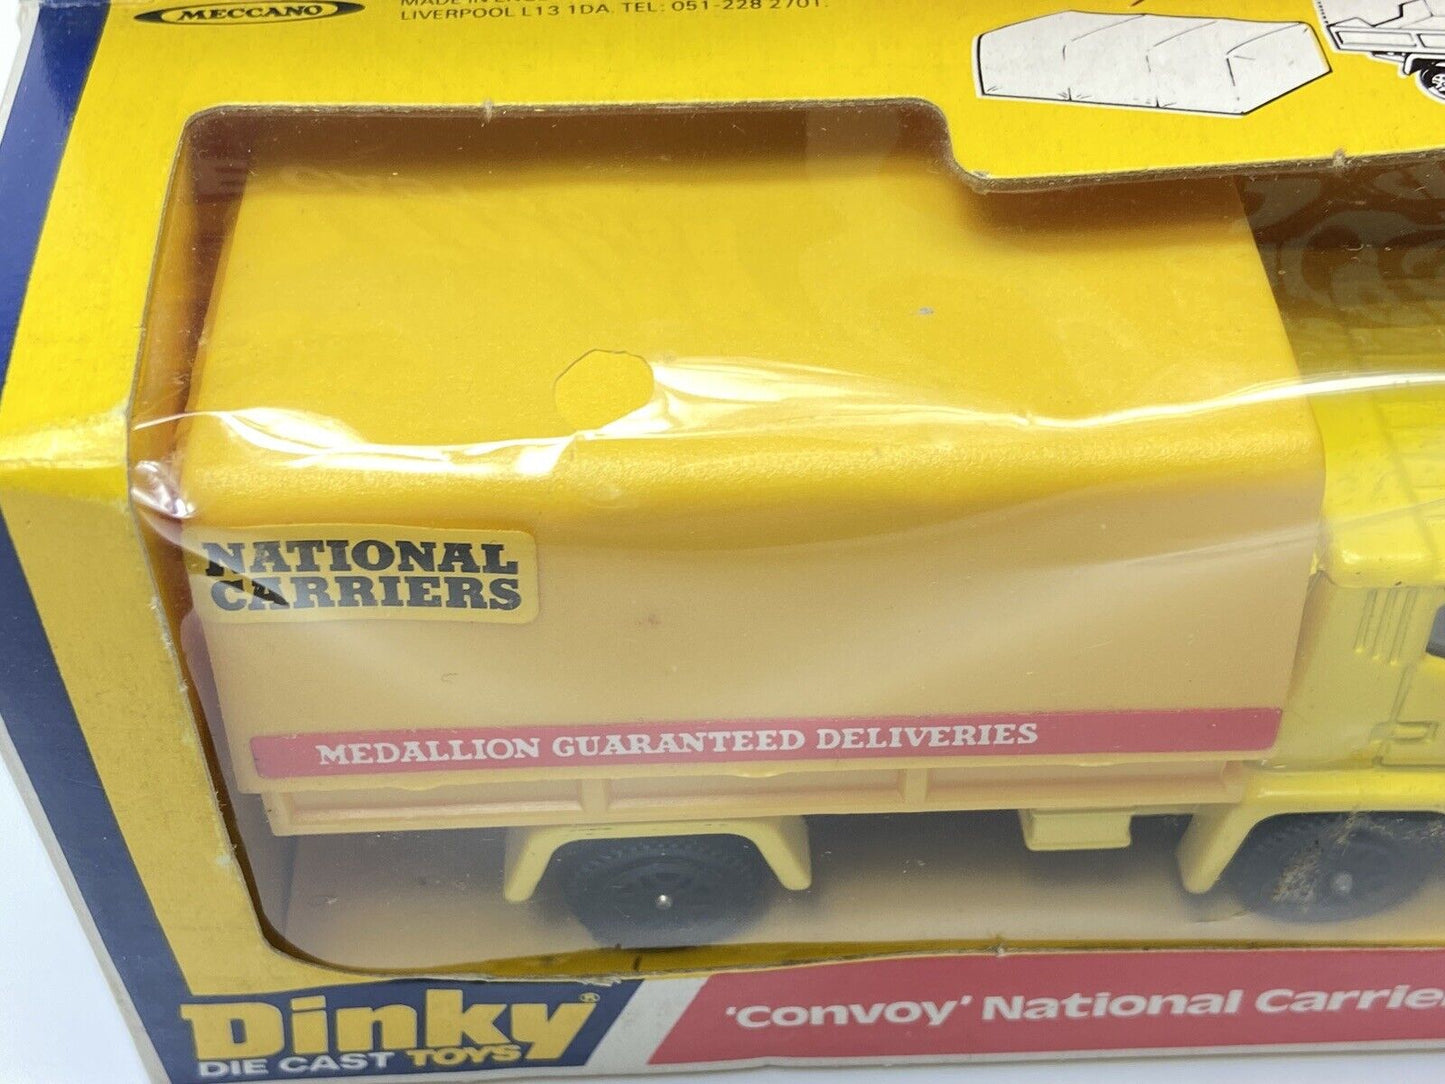 MECCANO
LIVERPOOL L13 1DA. TEL: 051-228 2701.
NATIONAL
CARRIERS
MEDALLION GUARANTEED DELIVERIES
Dinky®
DIE CAST TOYS
'convoy' National